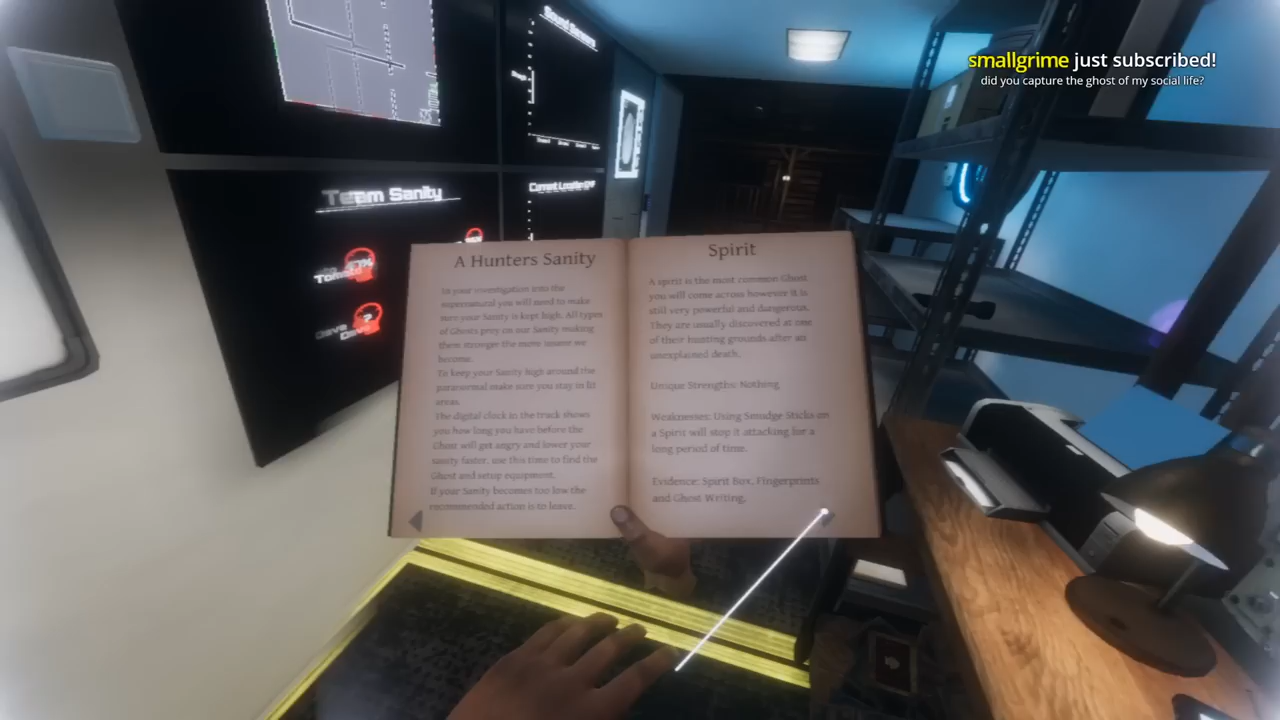 smallgrime just subscribed!
did you capture the ghost of my social life?
Sound Sensors
Team Sanity
A Hunters Sanity
In your investigation into the
supernatural you will need to make
sure your Sanity is kept high. All types
of Ghosts prey on our Sanity making
them stronger the more insane we
become.
To keep your Sanity high around the
paranormal make sure you stay in lit
areas.
The digital clock in the truck shows
you how long you have before the
Ghost will get angry and lower your
sanity faster, use this time to find the
Ghost and setup equipment.
If your Sanity becomes too low the
recommended action is to leave.
Spirit
A spirit is the most common Ghost
you will come across however it is
still very powerful and dangerous.
They are usually discovered at one
of their hunting grounds after an
unexplained death.
Unique Strengths: Nothing.
Weaknesses: Using Smudge Sticks on
a Spirit will stop it attacking for a
long period of time.
Evidence: Spirit Box, Fingerprints
and Ghost Writing.